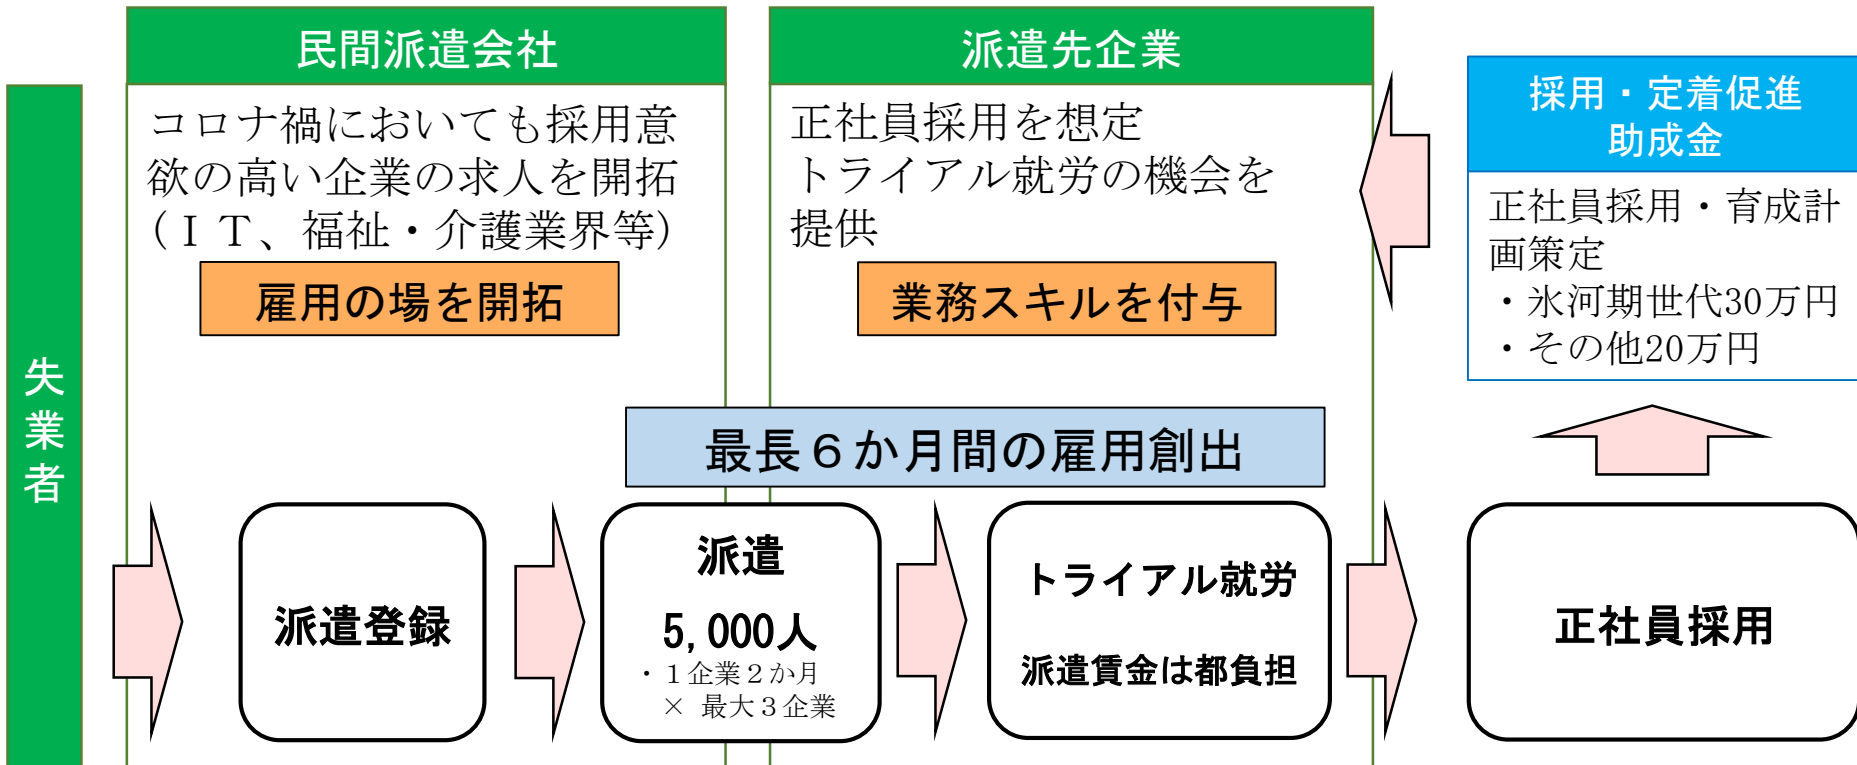 失業者
民間派遣会社
コロナ禍においても採用意
欲の高い企業の求人を開拓
（ＩＴ、福祉・介護業界等）
雇用の場を開拓
派遣先企業
正社員採用を想定
トライアル就労の機会を
提供
業務スキルを付与
採用・定着促進
助成金
正社員採用・育成計
画策定
・氷河期世代30万円
・その他20万円
最長６か月間の雇用創出
派遣登録
派遣
5,000人
・１企業２か月
× 最大３企業
トライアル就労
派遣賃金は都負担
正社員採用